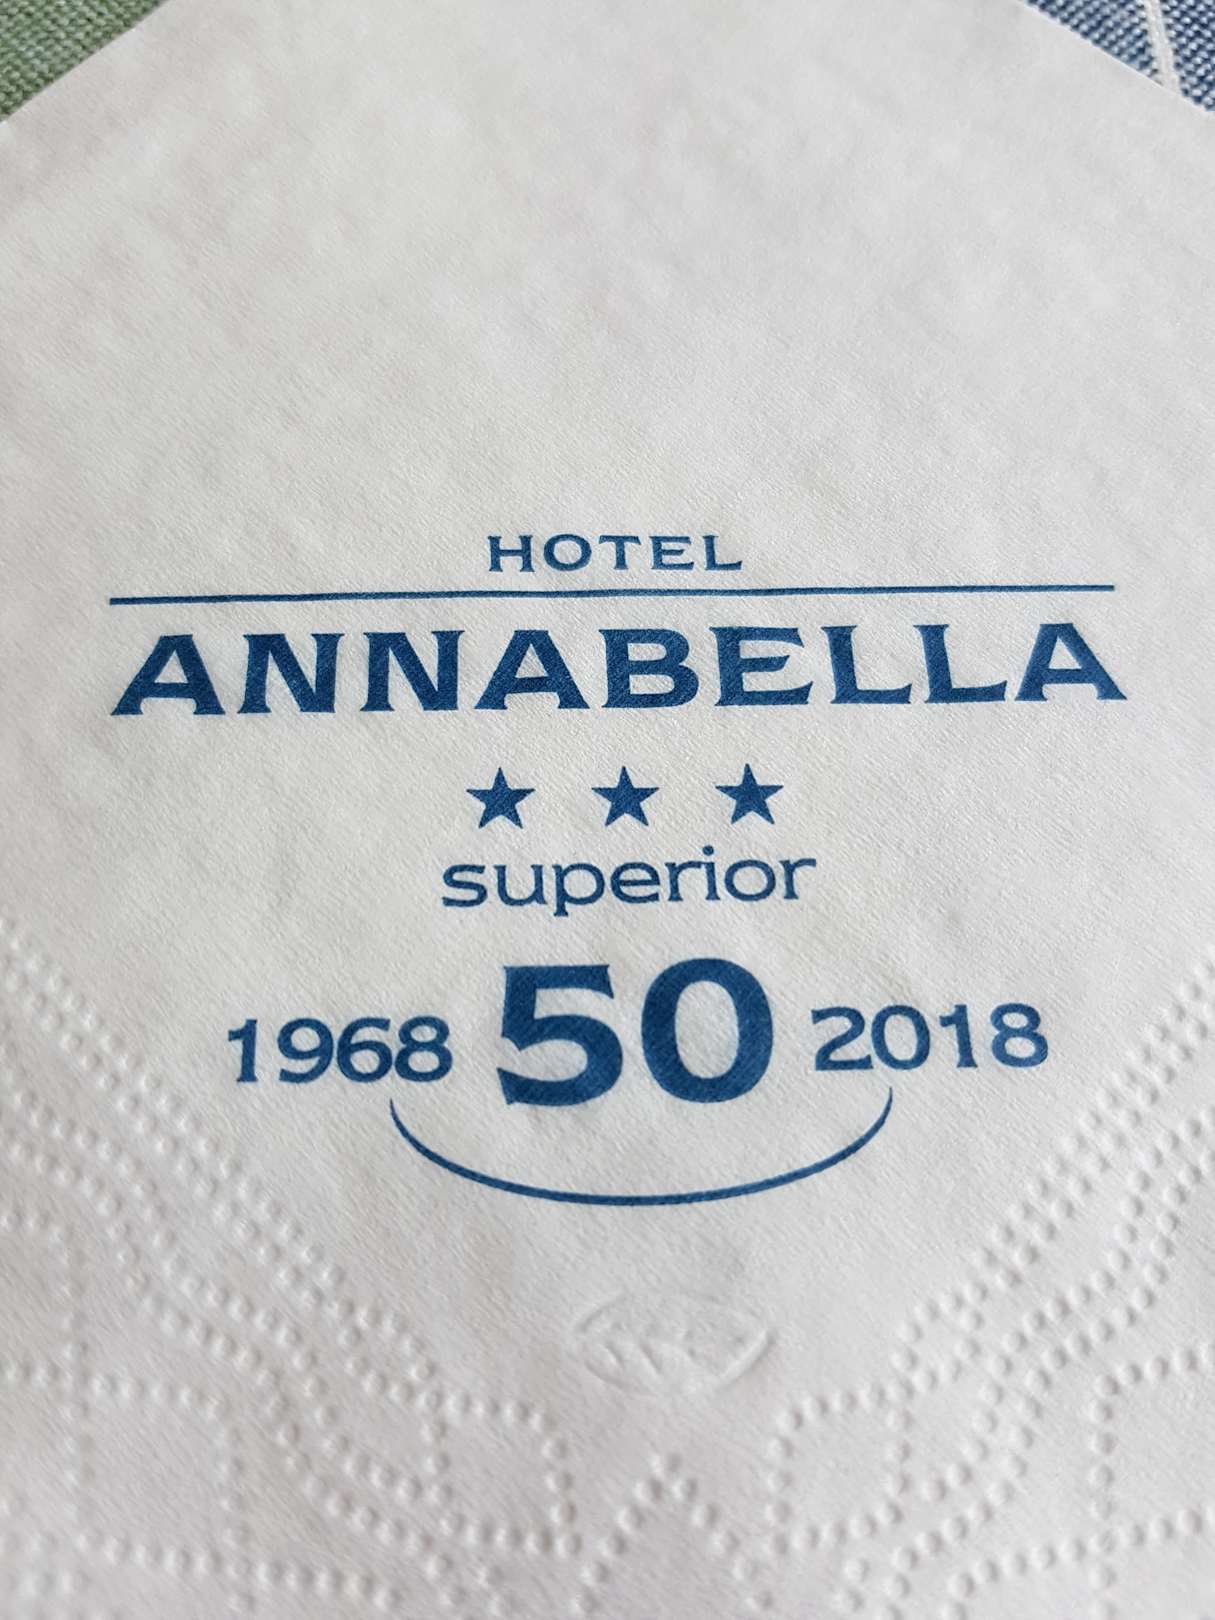 HOTEL
ANNABELLA
superior
1968 50 2018